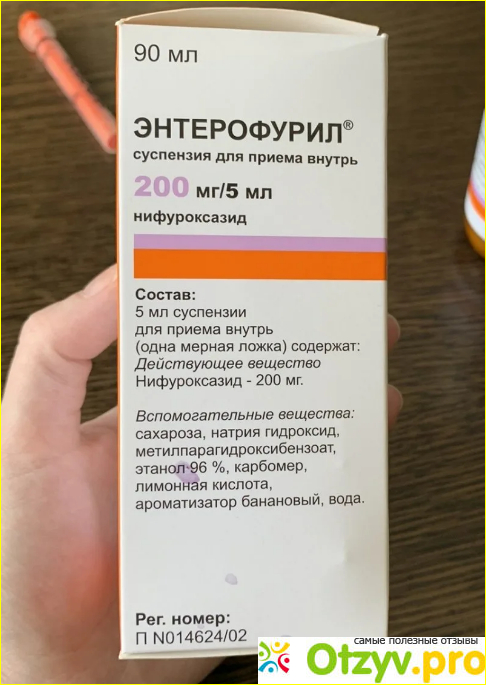 90 мл
ЭНТЕРОФУРИЛ®
суспензия для приема внутрь
200 мг/5 мл
нифуроксазид
Состав:
5 мл суспензии
для приема внутрь
(одна мерная ложка) содержат:
Действующее вещество
Нифуроксазид - 200 мг.
Вспомогательные вещества:
сахароза, натрия гидроксид,
метилпарагидроксибензоат,
этанол 96 %, карбомер,
лимонная кислота,
ароматизатор банановый, вода.
Рег. номер:
П N014624/02
самые полезные отзывы
Otzyv.pro